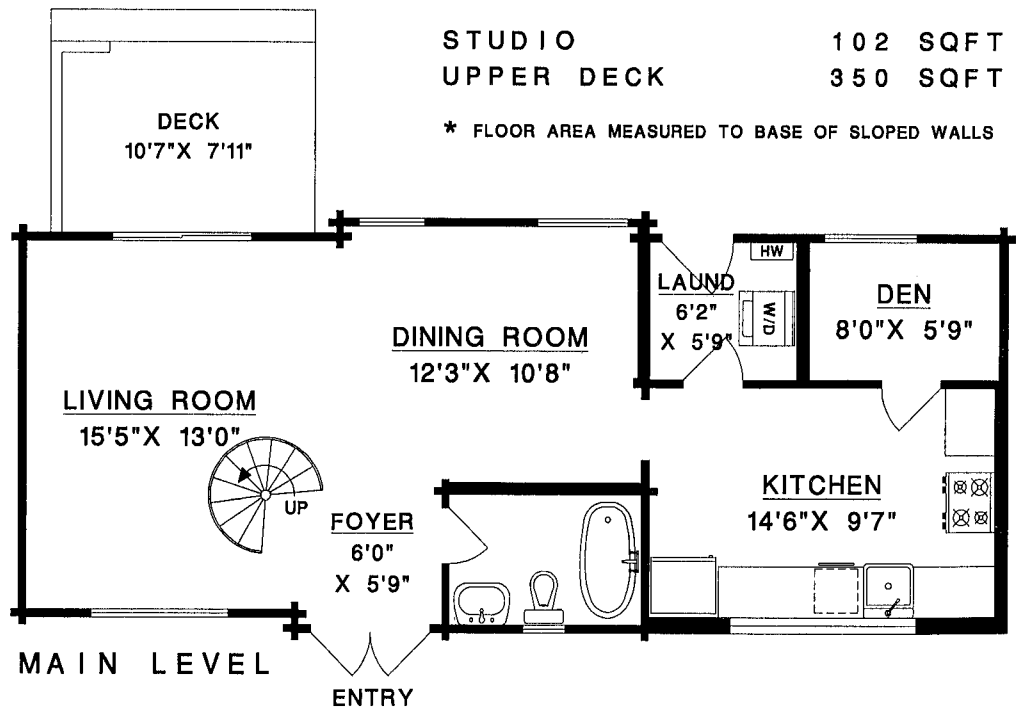 STUDIO 102 SQFT
UPPER DECK 350 SQFT
* FLOOR AREA MEASURED TO BASE OF SLOPED WALLS
DECK
10'7"X 7'11"
HW
LAUND
6'2"
X 5'9"
W/D
DEN
8'0"X 5'9"
DINING ROOM
12'3"X 10'8"
LIVING ROOM
15'5"X 13'0"
UP
FOYER
6'0"
X 5'9"
KITCHEN
14'6"X 9'7"
MAIN LEVEL
ENTRY